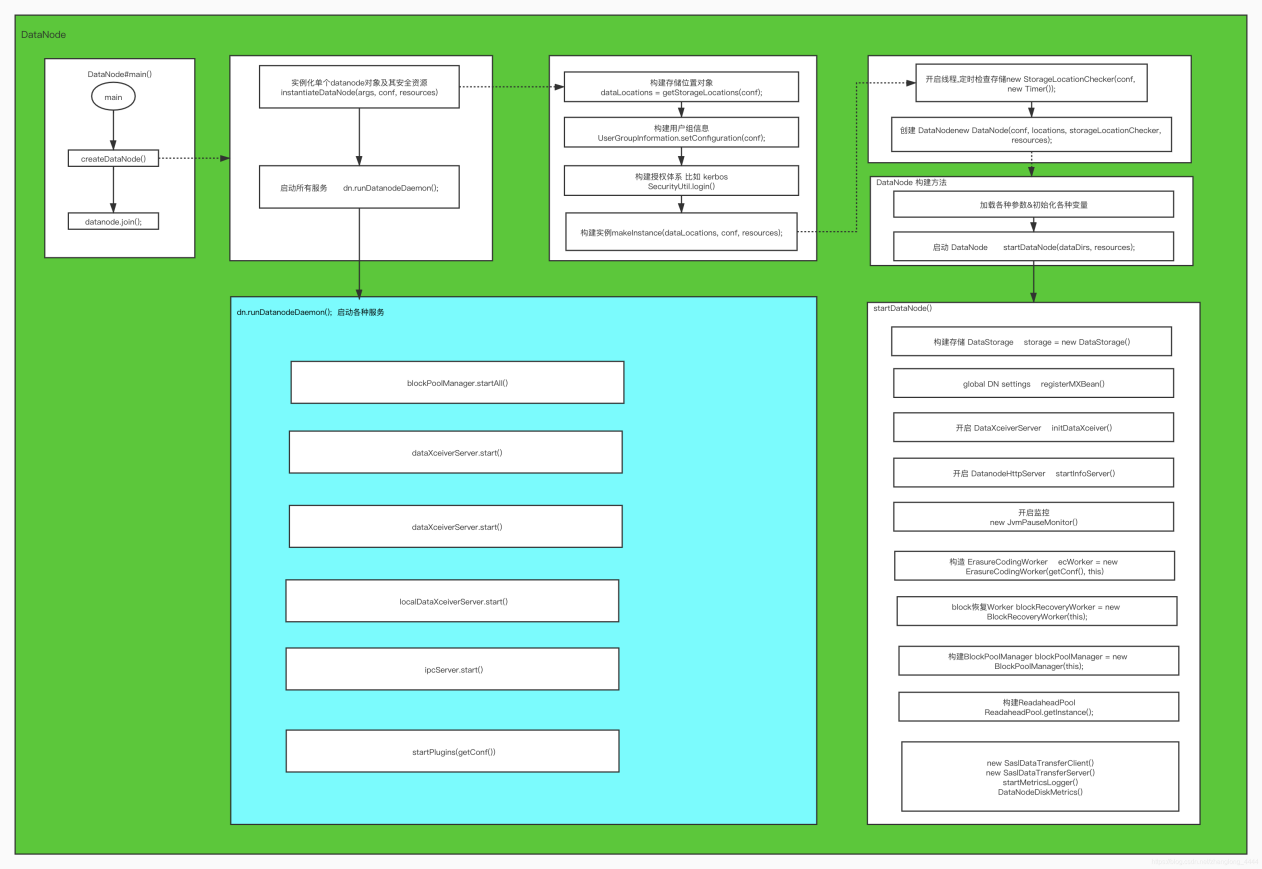 DataNode
DataNode#main()
main
createDataNode()
datanode.join();
实例化单个datanode对象及其安全资源
instantiateDataNode(args, conf, resources)
启动所有服务 dn.runDatanodeDaemon();
构建存储位置对象
dataLocations = getStorageLocations(conf);
构建用户组信息
UserGroupInformation.setConfiguration(conf);
构建授权体系 比如 kerbos
SecurityUtil.login()
构建实例makeInstance(dataLocations, conf, resources);
开启线程,定时检查存储new StorageLocationChecker(conf,
new Timer());
创建 DataNodenew DataNode(conf, locations, storageLocationChecker,
resources);
DataNode 构建方法
加载各种参数&初始化各种变量
启动 DataNode startDataNode(dataDirs, resources);
dn.runDatanodeDaemon(); 启动各种服务
blockPoolManager.startAll()
dataXceiverServer.start()
dataXceiverServer.start()
localDataXceiverServer.start()
ipcServer.start()
startPlugins(getConf())
startDataNode()
构建存储 DataStorage storage = new DataStorage()
global DN settings registerMXBean()
开启 DataXceiverServer initDataXceiver()
开启 DatanodeHttpServer startInfoServer()
开启监控
new JvmPauseMonitor()
构造 ErasureCodingWorker ecWorker = new
ErasureCodingWorker(getConf(), this)
block恢复Worker blockRecoveryWorker = new
BlockRecoveryWorker(this);
构建BlockPoolManager blockPoolManager = new
BlockPoolManager(this);
构建ReadaheadPool
ReadaheadPool.getInstance();
new SaslDataTransferClient()
new SaslDataTransferServer()
startMetricsLogger()
DataNodeDiskMetrics()